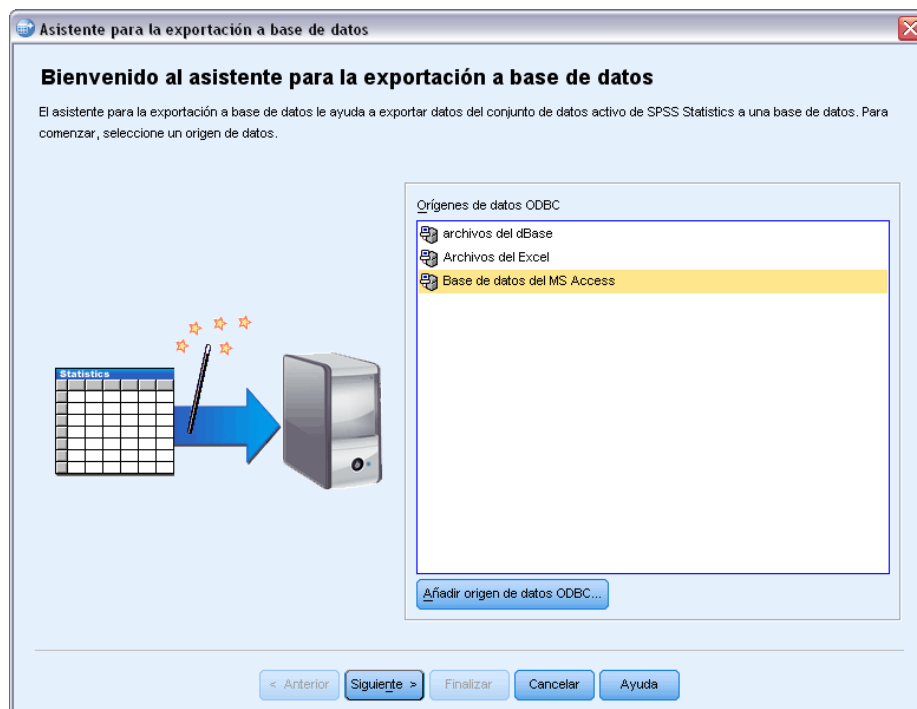 Asistente para la exportación a base de datos
Bienvenido al asistente para la exportación a base de datos
El asistente para la exportación a base de datos le ayuda a exportar datos del conjunto de datos activo de SPSS Statistics a una base de datos. Para
comenzar, seleccione un origen de datos.
Orígenes de datos ODBC
archivos del dBase
Archivos del Excel
Base de datos del MS Access
Statistics
Añadir origen de datos ODBC...
< Anterior Siguiente > Finalizar Cancelar Ayuda